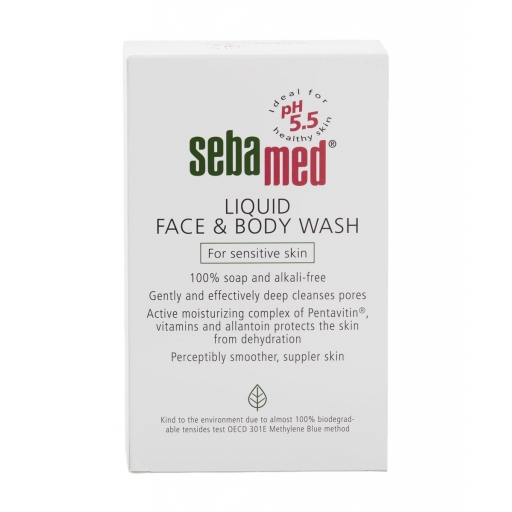 Ideal for
pH
5.5
healthy skin
sebamed®
LIQUID
FACE & BODY WASH
For sensitive skin
100% soap and alkali-free
Gently and effectively deep cleanses pores
Active moisturizing complex of Pentavitin®,
vitamins and allantoin protects the skin
from dehydration
Perceptibly smoother, suppler skin
Kind to the environment due to almost 100% biodegrad-
able tensides test OECD 301E Methylene Blue method